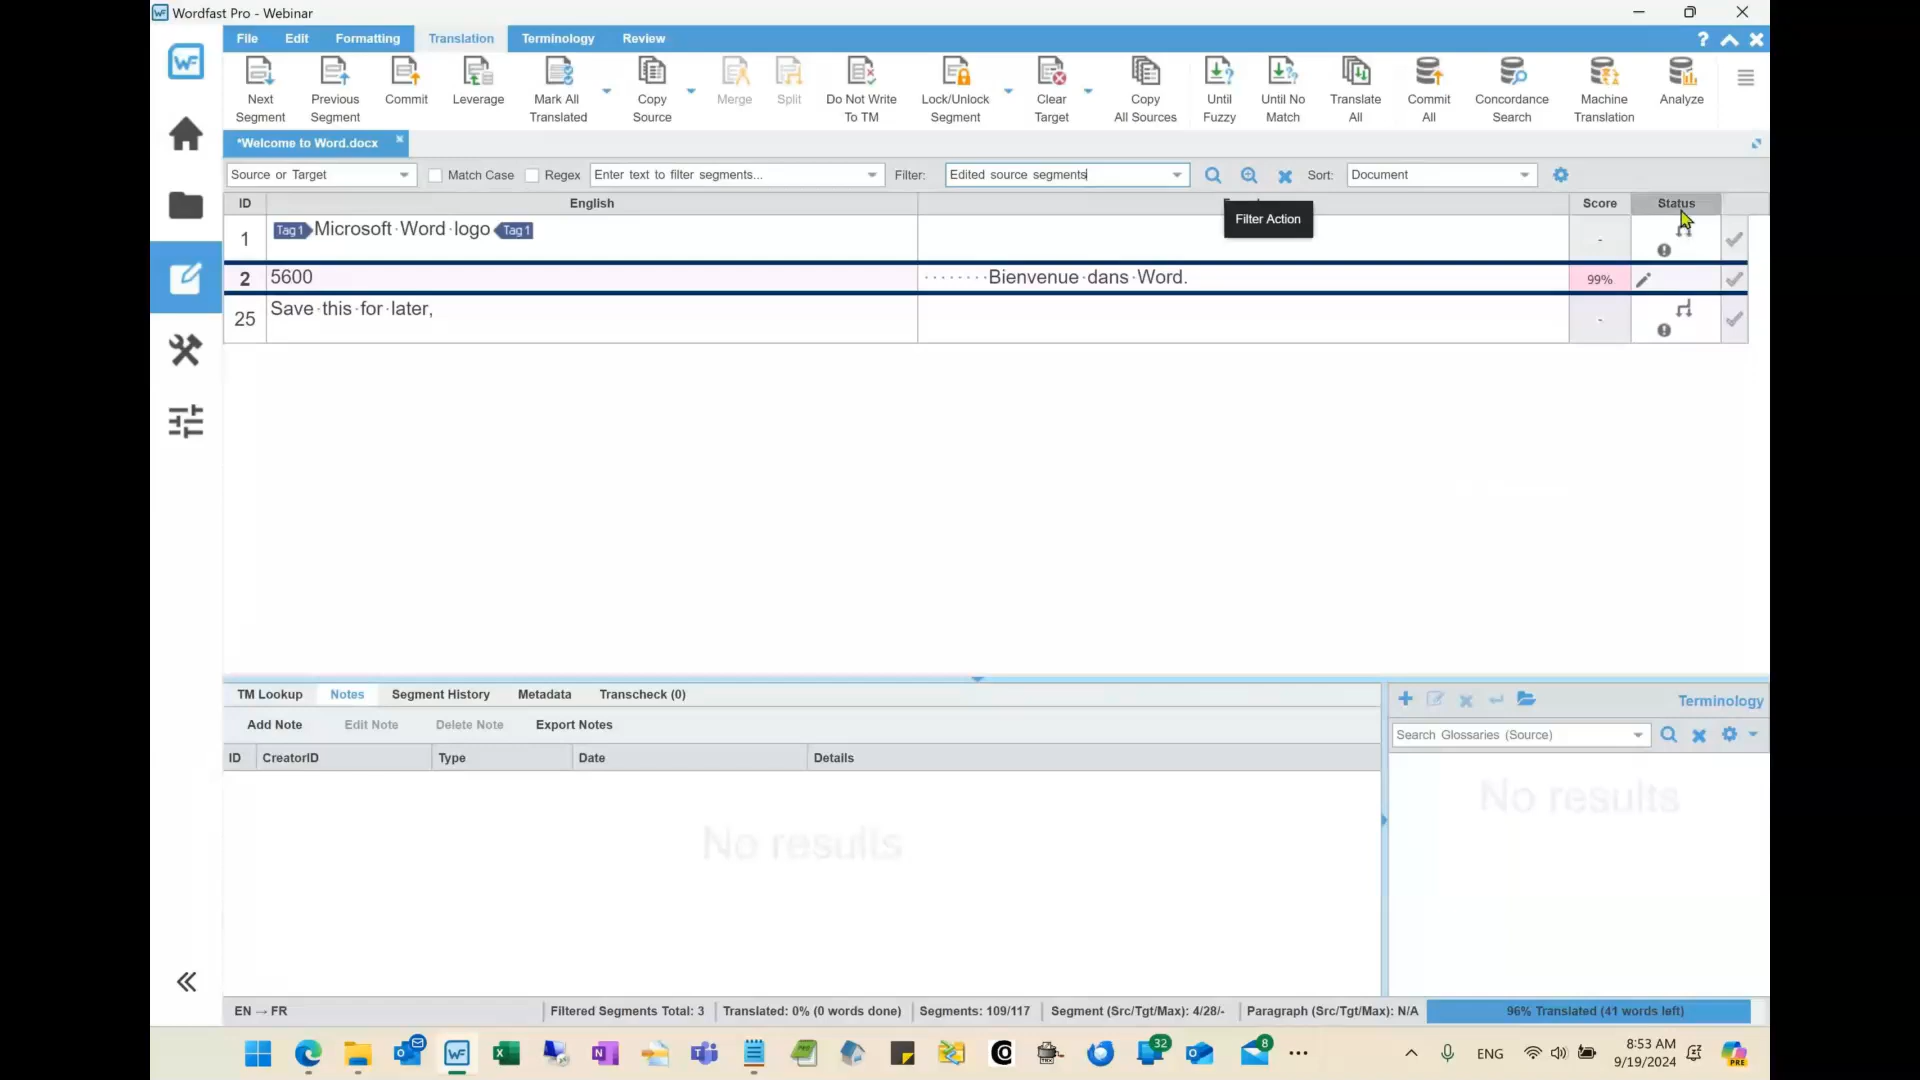 Wordfast Pro - Webinar
File Edit Formatting Translation Terminology Review
Next Segment
Previous Segment
Commit
Leverage
Mark All Translated
Copy Source
Merge
Split
Do Not Write To TM
Lock/Unlock Segment
Clear Target
Copy All Sources
Until Fuzzy
Until No Match
Translate All
Commit All
Concordance Search
Machine Translation
Analyze
*Welcome to Word.docx
Source or Target Match Case Regex Enter text to filter segments... Filter: Edited source segments Sort: Document
ID English Score Status
Filter Action
1 Tag1 Microsoft·Word·logo Tag1 -
2 5600 ········Bienvenue·dans·Word. 99%
25 Save·this·for·later, -
TM Lookup Notes Segment History Metadata Transcheck (0)
Add Note Edit Note Delete Note Export Notes
ID CreatorID Type Date Details
No results
Terminology
Search Glossaries (Source)
No results
EN → FR Filtered Segments Total: 3 Translated: 0% (0 words done) Segments: 109/117 Segment (Src/Tgt/Max): 4/28/- Paragraph (Src/Tgt/Max): N/A 96% Translated (41 words left)
32
8
ENG
8:53 AM
9/19/2024
PRE